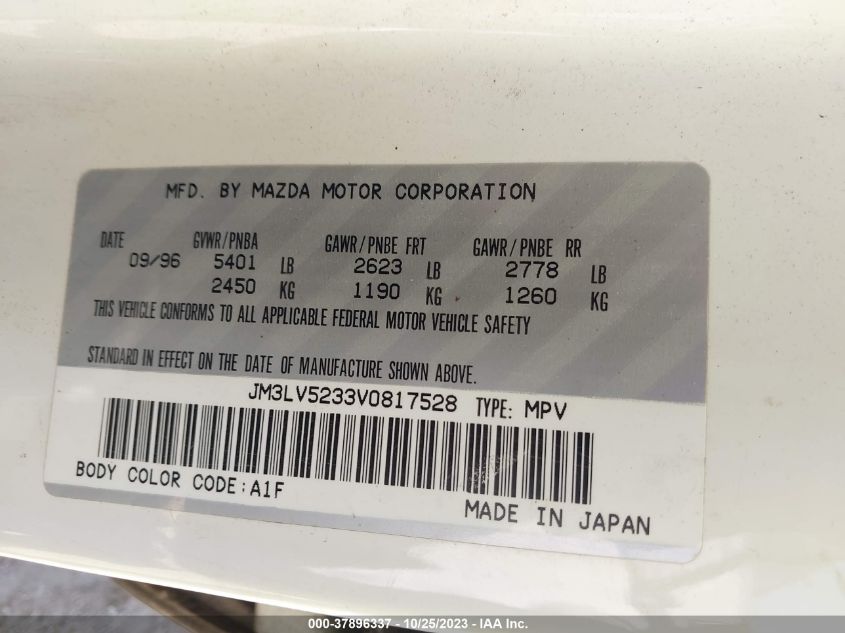 MFD. BY MAZDA MOTOR CORPORATION
DATE GVWR/PNBA GAWR/PNBE FRT GAWR/PNBE RR
09/96 5401 LB 2623 LB 2778 LB
2450 KG 1190 KG 1260 KG
THIS VEHICLE CONFORMS TO ALL APPLICABLE FEDERAL MOTOR VEHICLE SAFETY
STANDARD IN EFFECT ON THE DATE OF MANUFACTURE SHOWN ABOVE.
JM3LV5233V0817528 TYPE: MPV
BODY COLOR CODE:A1F
MADE IN JAPAN
000-37896337 - 10/25/2023 - IAA Inc.